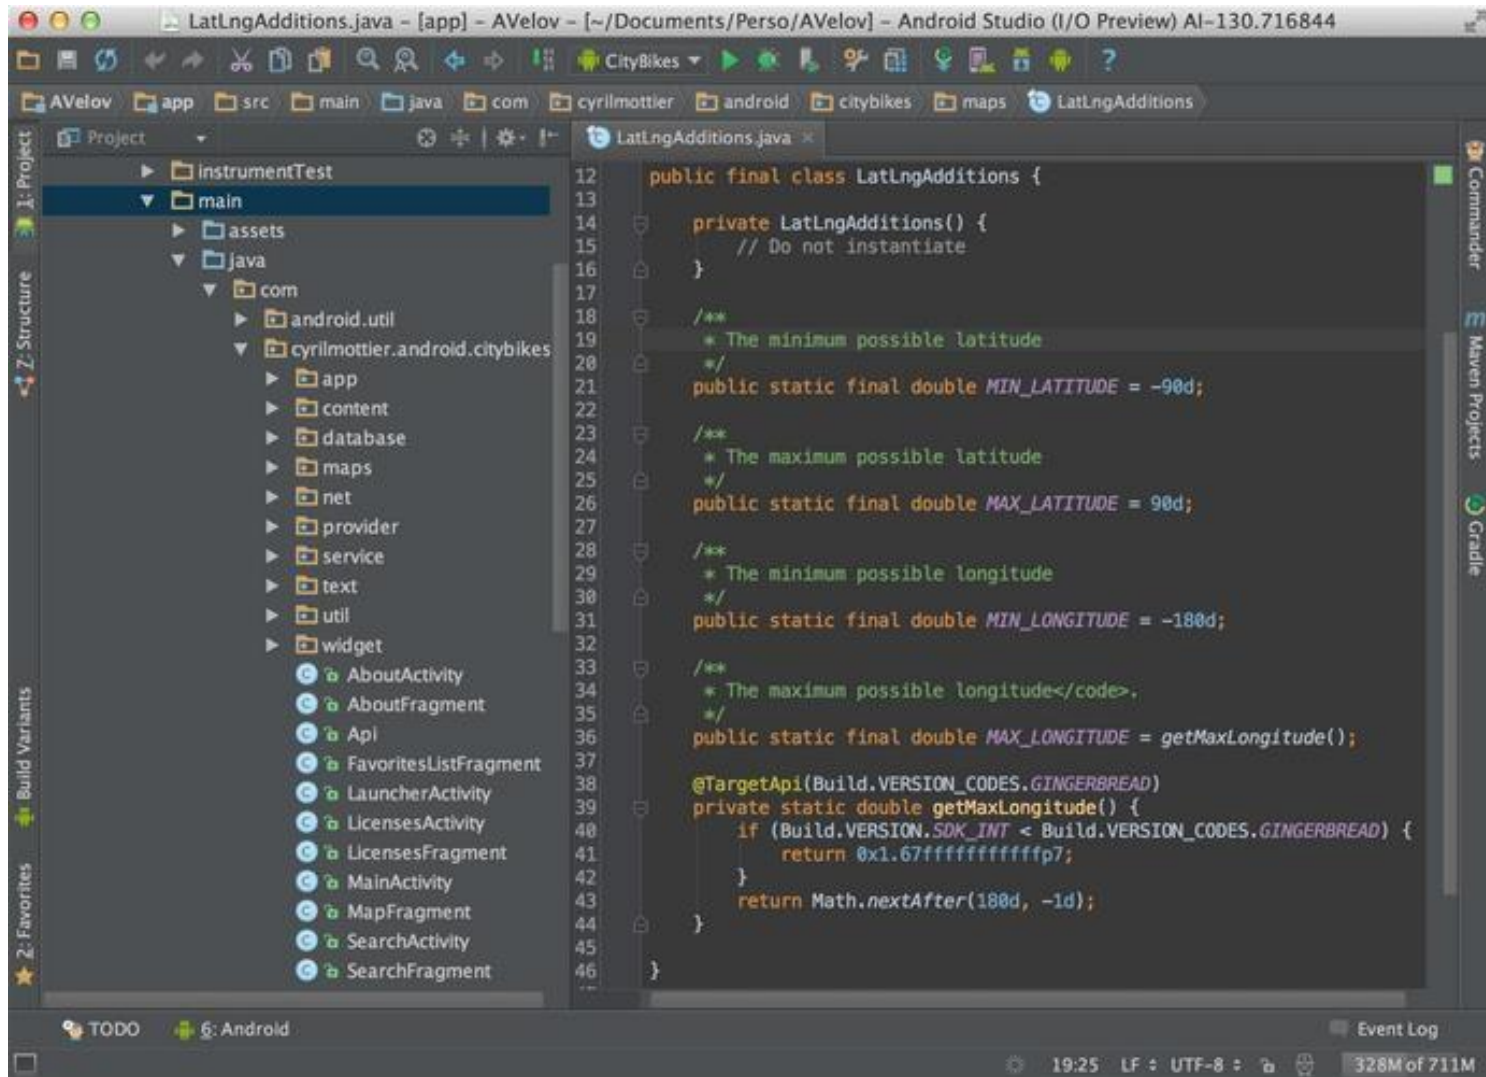 LatLngAdditions.java - [app] - AVelov - [~/Documents/Perso/AVelov] - Android Studio (I/O Preview) AI-130.716844
CityBikes
?
AVelov app src main java com cyrilmottier android citybikes maps LatLngAdditions
1: Project
Z: Structure
Build Variants
2: Favorites
Project
instrumentTest
main
assets
java
com
android.util
cyrilmottier.android.citybikes
app
content
database
maps
net
provider
service
text
util
widget
AboutActivity
AboutFragment
Api
FavoritesListFragment
LauncherActivity
LicensesActivity
LicensesFragment
MainActivity
MapFragment
SearchActivity
SearchFragment
LatLngAdditions.java
12 public final class LatLngAdditions {
13
14 private LatLngAdditions() {
15 // Do not instantiate
16 }
17
18 /**
19 * The minimum possible latitude
20 */
21 public static final double MIN_LATITUDE = -90d;
22
23 /**
24 * The maximum possible latitude
25 */
26 public static final double MAX_LATITUDE = 90d;
27
28 /**
29 * The minimum possible longitude
30 */
31 public static final double MIN_LONGITUDE = -180d;
32
33 /**
34 * The maximum possible longitude</code>.
35 */
36 public static final double MAX_LONGITUDE = getMaxLongitude();
37
38 @TargetApi(Build.VERSION_CODES.GINGERBREAD)
39 private static double getMaxLongitude() {
40 if (Build.VERSION.SDK_INT < Build.VERSION_CODES.GINGERBREAD) {
41 return 0x1.67fffffffffffp7;
42 }
43 return Math.nextAfter(180d, -1d);
44 }
45
46 }
Commander
m Maven Projects
Gradle
TODO
6: Android
Event Log
19:25 LF UTF-8 328M of 711M